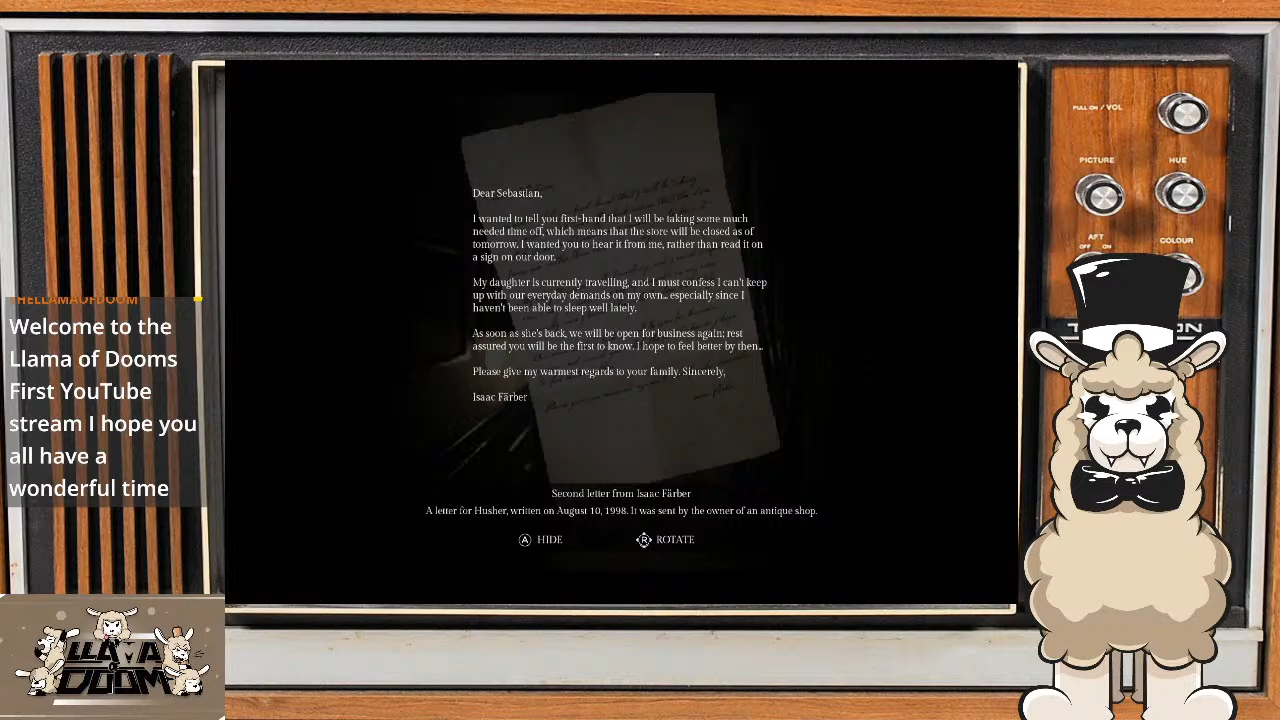 PULL ON / VOL
PICTURE
HUE
AFT
OFF ON
COLOUR
Dear Sebastian,
I wanted to tell you first-hand that I will be taking some much
needed time off, which means that the store will be closed as of
tomorrow. I wanted you to hear it from me, rather than read it on
a sign on our door.
My daughter is currently travelling, and I must confess I can't keep
up with our everyday demands on my own... especially since I
haven't been able to sleep well lately.
As soon as she's back, we will be open for business again; rest
assured you will be the first to know. I hope to feel better by then...
Please give my warmest regards to your family. Sincerely,
Isaac Färber
Second letter from Isaac Färber
A letter for Husher, written on August 10, 1998. It was sent by the owner of an antique shop.
A HIDE
R ROTATE
THELLAMAOFDOOM
Welcome to the
Llama of Dooms
First YouTube
stream I hope you
all have a
wonderful time
LLAMA
OF
DOOM